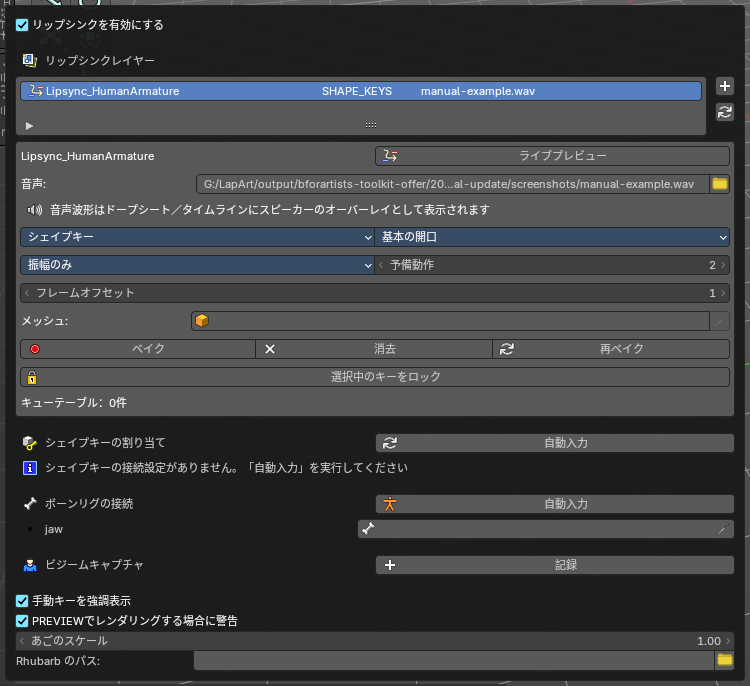 リップシンクを有効にする
リップシンクレイヤー
Lipsync_HumanArmature SHAPE_KEYS manual-example.wav
Lipsync_HumanArmature ライブプレビュー
音声: G:/LapArt/output/bforartists-toolkit-offer/20...al-update/screenshots/manual-example.wav
音声波形はドープシート／タイムラインにスピーカーのオーバーレイとして表示されます
シェイプキー 基本の開口
振幅のみ 予備動作 2
フレームオフセット 1
メッシュ:
ベイク 消去 再ベイク
選択中のキーをロック
キューテーブル：0件
シェイプキーの割り当て 自動入力
シェイプキーの接続設定がありません。「自動入力」を実行してください
ボーンリグの接続 自動入力
jaw
ビジームキャプチャ 記録
手動キーを強調表示
PREVIEWでレンダリングする場合に警告
あごのスケール 1.00
Rhubarb のパス: